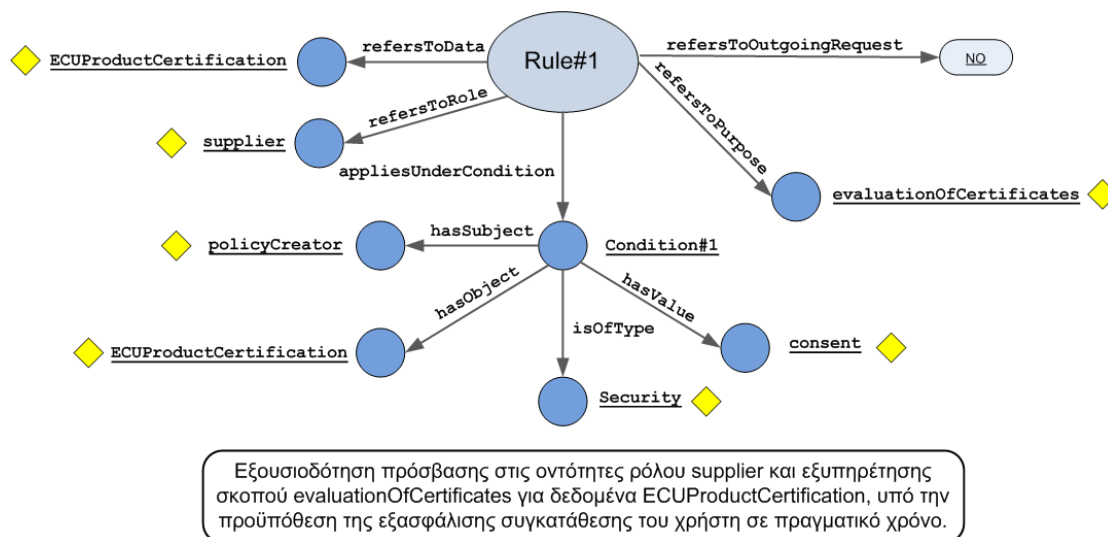 refersToData
Rule#1
refersToOutgoingRequest
NO
ECUProductCertification
refersToRole
refersToPurpose
supplier
appliesUnderCondition
evaluationOfCertificates
policyCreator
hasSubject
Condition#1
hasObject
hasValue
isOfType
ECUProductCertification
consent
Security
Εξουσιοδότηση πρόσβασης στις οντότητες ρόλου supplier και εξυπηρέτησης
σκοπού evaluationOfCertificates για δεδομένα ECUProductCertification, υπό την
προϋπόθεση της εξασφάλισης συγκατάθεσης του χρήστη σε πραγματικό χρόνο.